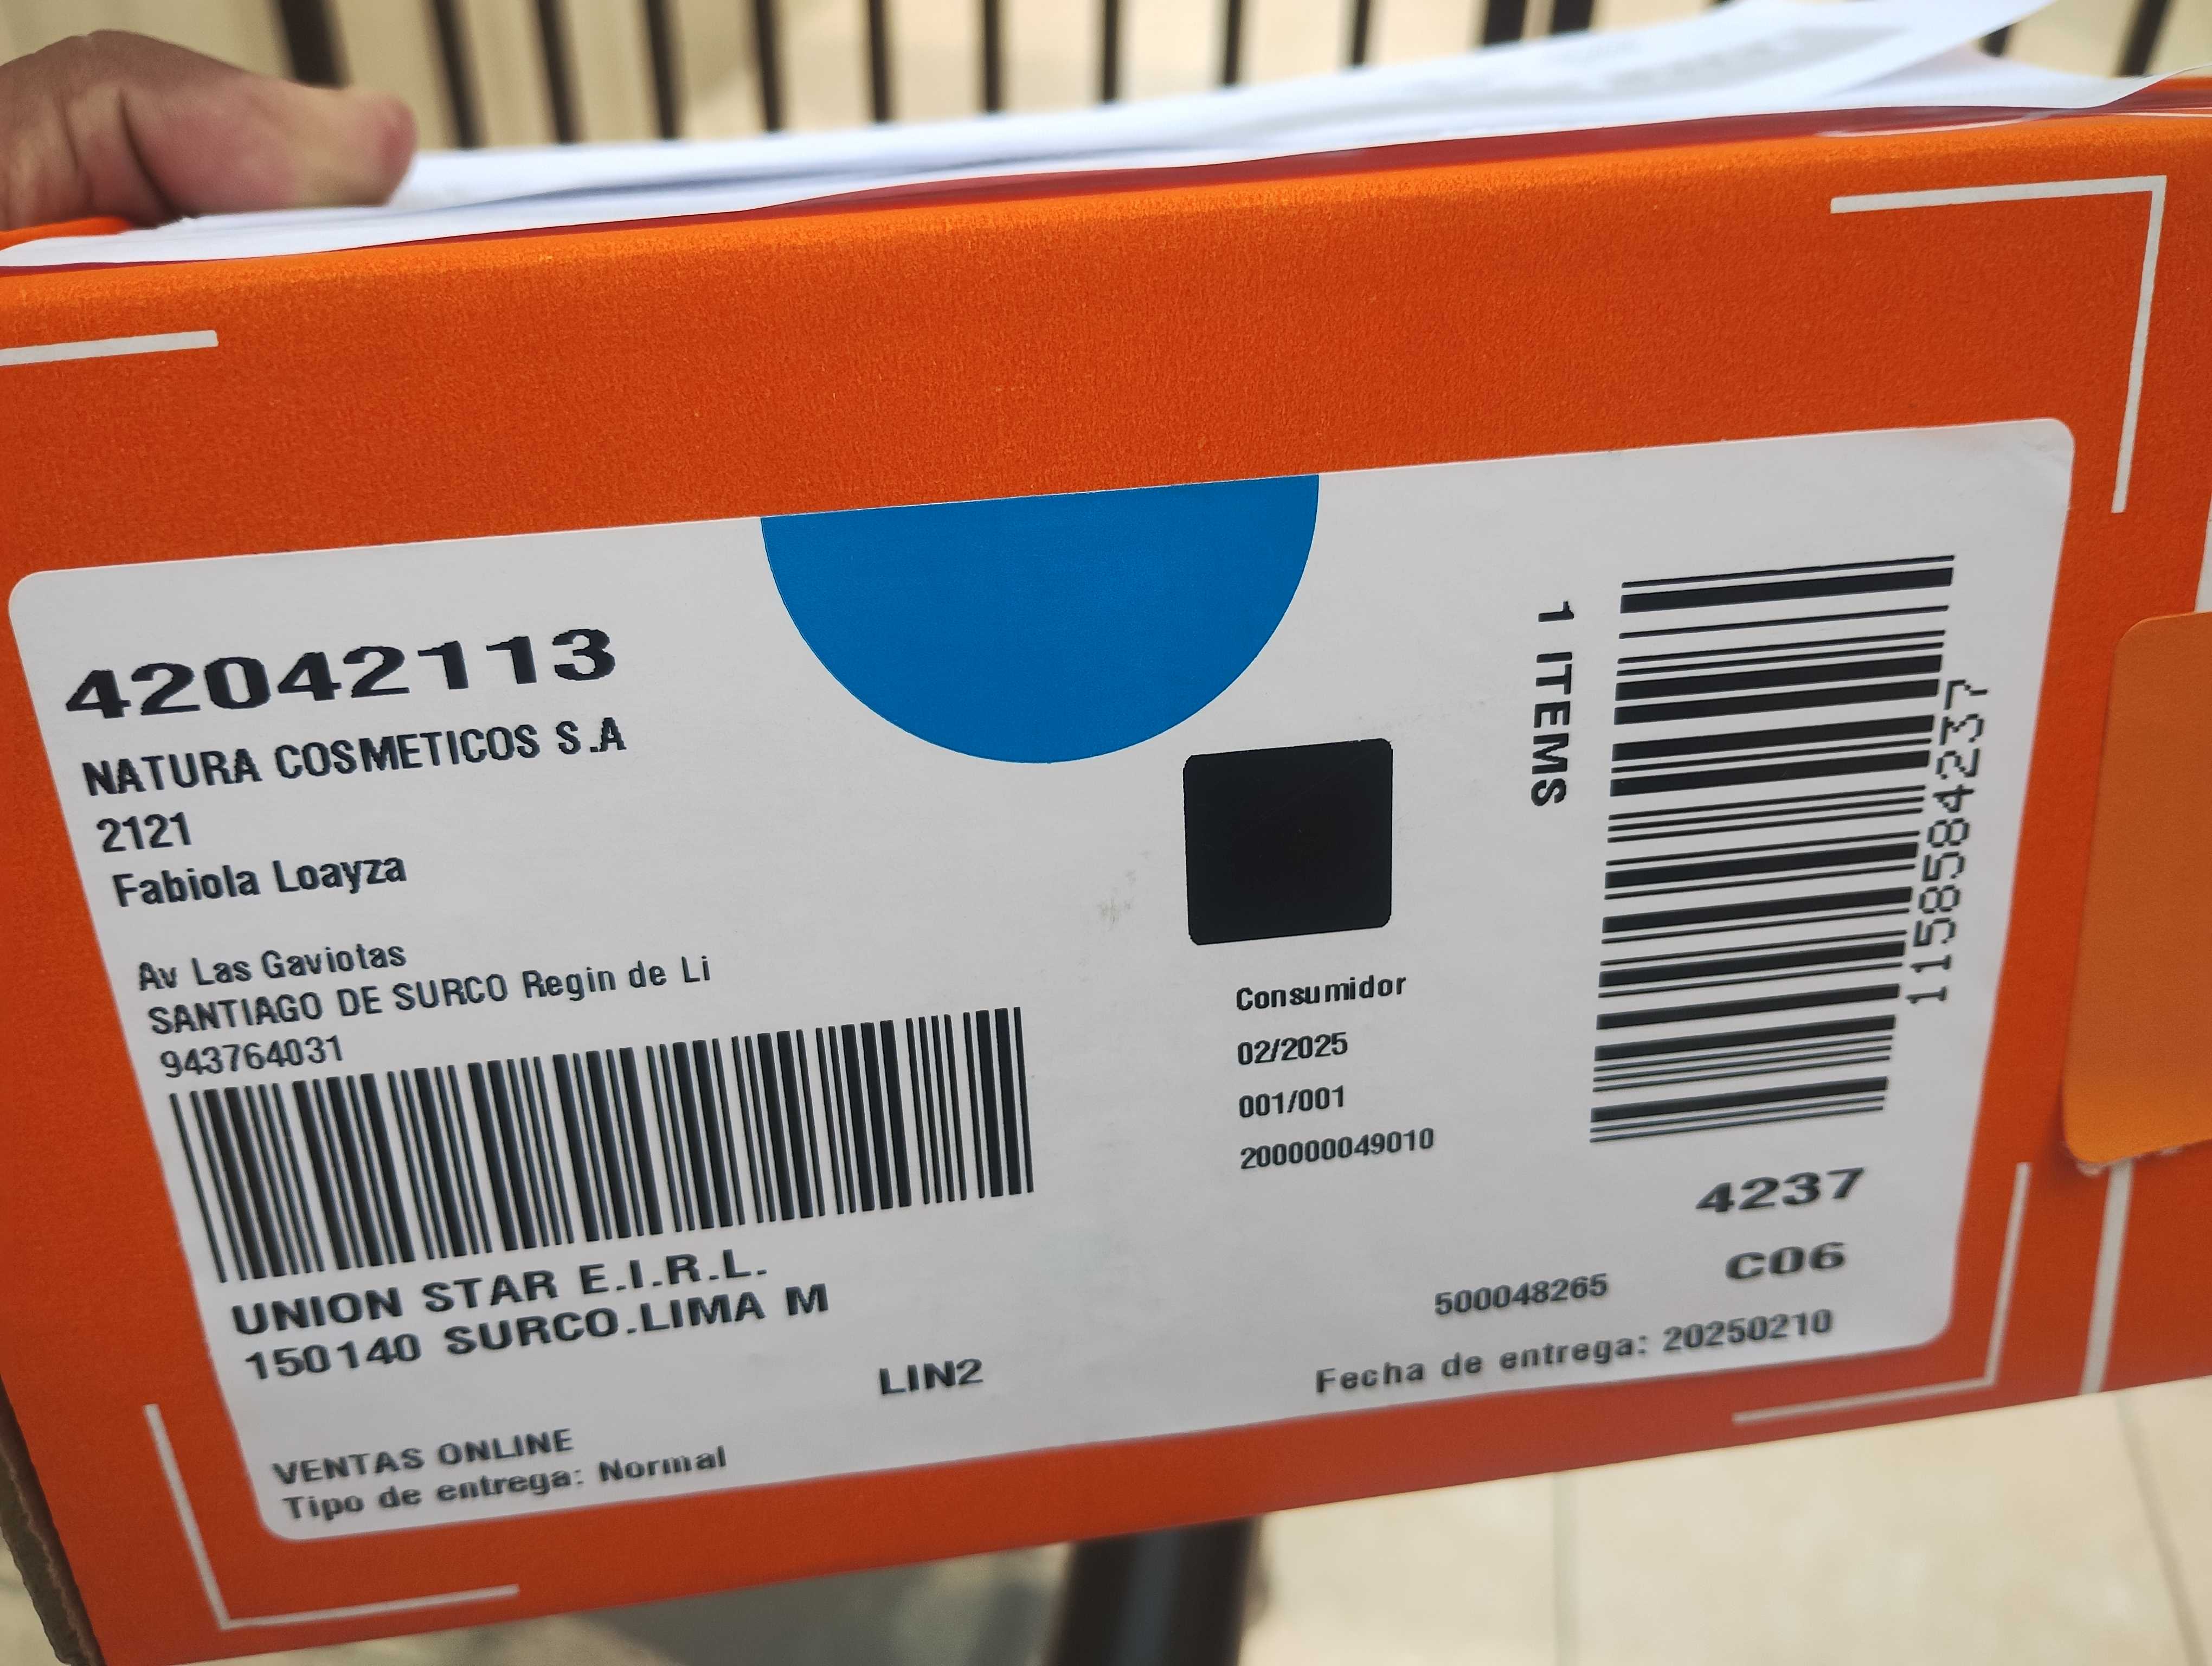 42042113
NATURA COSMETICOS S.A
2121
Fabiola Loayza
Av Las Gaviotas
SANTIAGO DE SURCO Regin de Li
943764031
UNION STAR E.I.R.L.
150140 SURCO.LIMA M
LIN2
VENTAS ONLINE
Tipo de entrega: Normal
Consumidor
02/2025
001/001
200000049010
1 ITEMS
1158584237
4237
C06
500048265
Fecha de entrega: 20250210